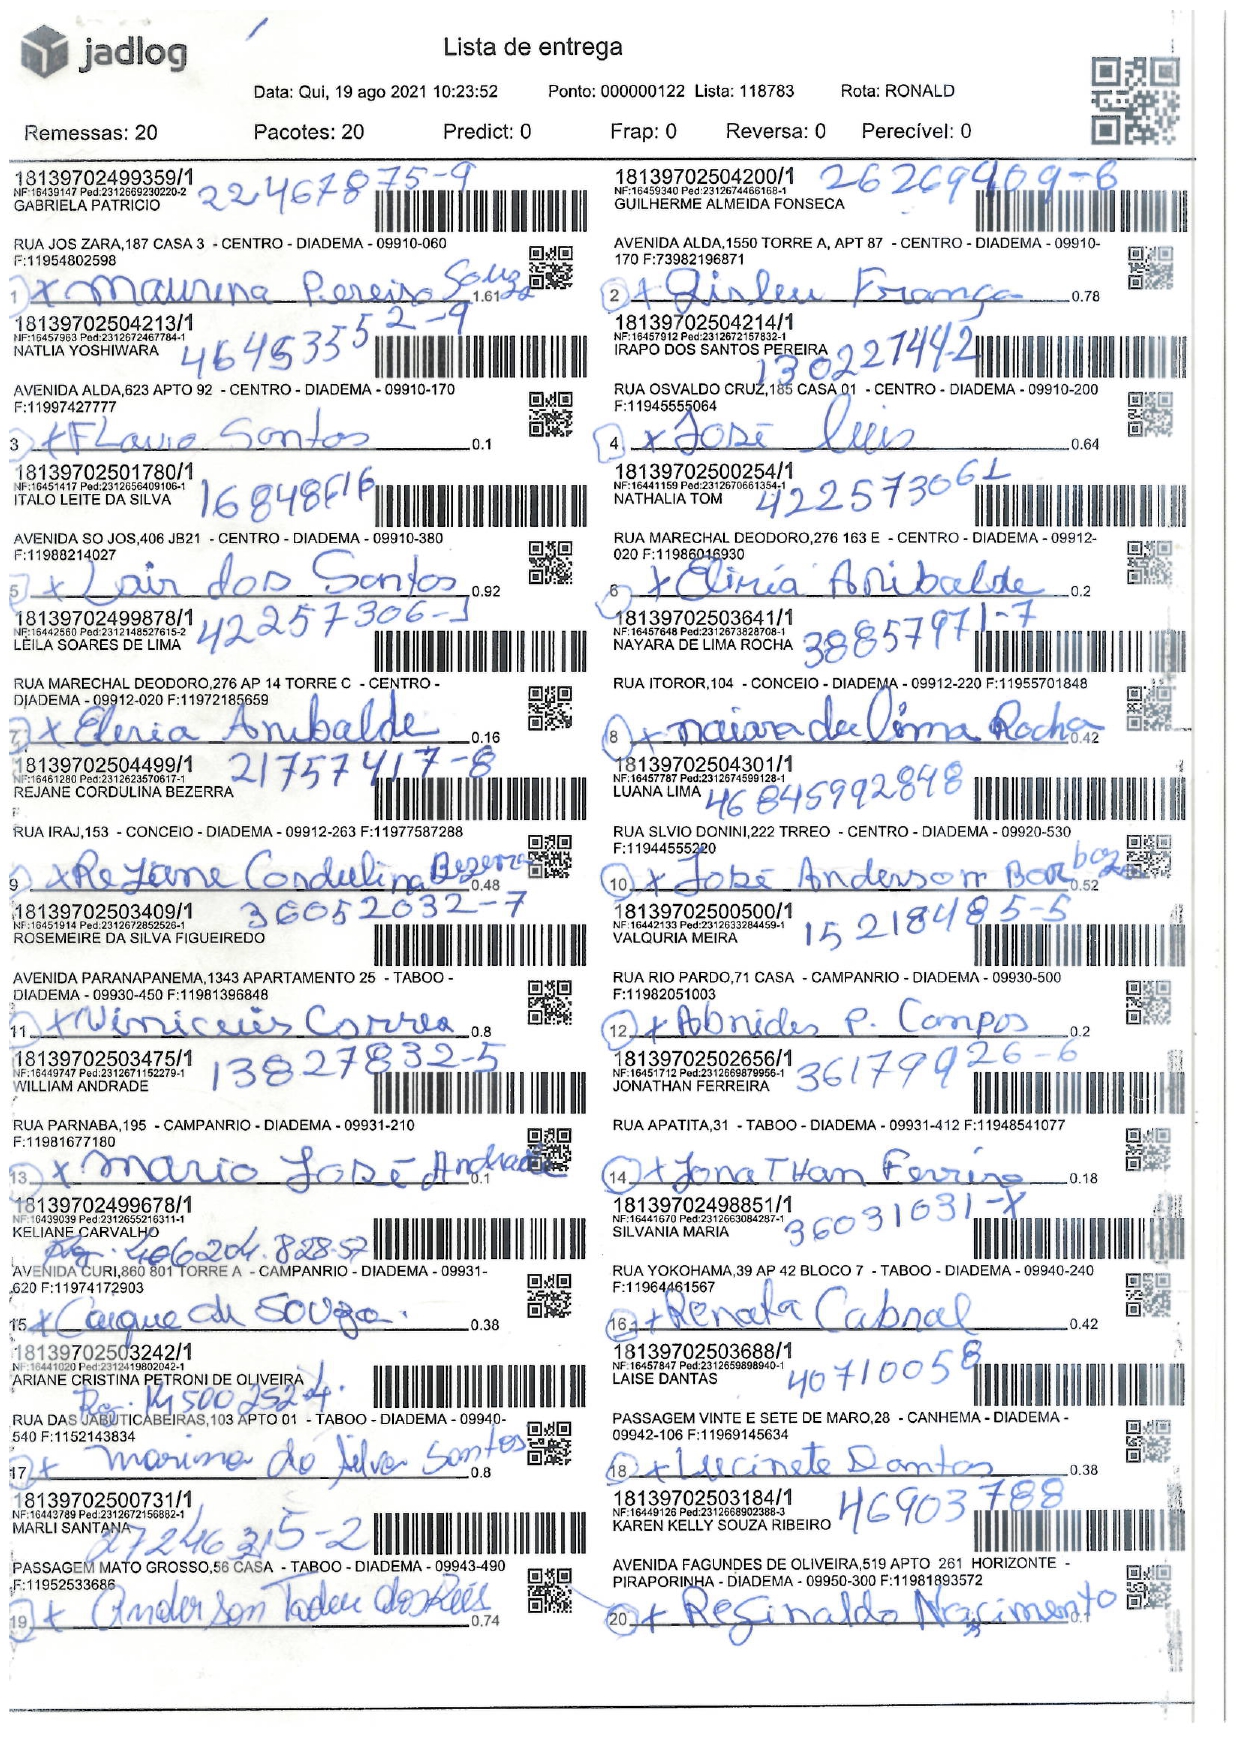 jadlog
Lista de entrega
Data: Qui, 19 ago 2021 10:23:52 Ponto: 000000122 Lista: 118783 Rota: RONALD
Remessas: 20 Pacotes: 20 Predict: 0 Frap: 0 Reversa: 0 Perecível: 0
18139702499359/1
NF:16439147 Ped:2312669230220-2
22467875-9
GABRIELA PATRICIO
RUA JOS ZARA,187 CASA 3 - CENTRO - DIADEMA - 09910-060
F:11954802598
1 x Maurina Pereira Souza 1.61
18139702504200/1
NF:16459340 Ped:2312674466168-1
26269909-6
GUILHERME ALMEIDA FONSECA
AVENIDA ALDA,1550 TORRE A, APT 87 - CENTRO - DIADEMA - 09910-
170 F:73982196871
2 x França 0.78
18139702504213/1
NF:16457963 Ped:2312672467784-1
46453552-9
NATLIA YOSHIWARA
AVENIDA ALDA,623 APTO 92 - CENTRO - DIADEMA - 09910-170
F:11997427777
3 x Flavio Santos 0.1
18139702504214/1
NF:16457912 Ped:2312672157832-1
IRAPO DOS SANTOS PEREIRA
130227442
RUA OSVALDO CRUZ,185 CASA 01 - CENTRO - DIADEMA - 09910-200
F:11945555064
4 x José Luis 0.64
18139702501780/1
NF:16451417 Ped:2312656409106-1
ITALO LEITE DA SILVA
AVENIDA SO JOS,406 JB21 - CENTRO - DIADEMA - 09910-380
F:11988214027
5 x Lair dos Santos 0.92
18139702500254/1
NF:16441159 Ped:2312670661354-1
422573061
NATHALIA TOM
RUA MARECHAL DEODORO,276 163 E - CENTRO - DIADEMA - 09912-
020 F:11986016930
6 x Eliria Anibalde 0.2
18139702499878/1
NF:16442560 Ped:2312148527615-2
42257306-1
LEILA SOARES DE LIMA
RUA MARECHAL DEODORO,276 AP 14 TORRE C - CENTRO -
DIADEMA - 09912-020 F:11972185659
7 x Eliria Anibalde 0.16
18139702503641/1
NF:16457648 Ped:2312673828708-1
38857971-7
NAYARA DE LIMA ROCHA
RUA ITOROR,104 - CONCEIO - DIADEMA - 09912-220 F:11955701848
8 x naiara de lima Rocha 0.42
18139702504499/1
NF:16461280 Ped:2312623570617-1
21757417-8
REJANE CORDULINA BEZERRA
RUA IRAJ,153 - CONCEIO - DIADEMA - 09912-263 F:11977587288
9 x Rejane Cordulina Bezerra 0.48
18139702504301/1
NF:16457787 Ped:2312674599128-1
LUANA LIMA
46845992848
RUA SLVIO DONINI,222 TRREO - CENTRO - DIADEMA - 09920-530
F:11944555220
10 x José Anderson Barboza 0.52
18139702503409/1
NF:16451914 Ped:2312672852526-1
36052032-7
ROSEMEIRE DA SILVA FIGUEIREDO
AVENIDA PARANAPANEMA,1343 APARTAMENTO 25 - TABOO -
DIADEMA - 09930-450 F:11981396848
11 x Viniciuis Correa 0.8
18139702500500/1
NF:16442133 Ped:2312633284459-1
15218485-5
VALQURIA MEIRA
RUA RIO PARDO,71 CASA - CAMPANRIO - DIADEMA - 09930-500
F:11982051003
12 x P. Campos 0.2
18139702503475/1
NF:16449747 Ped:2312671152279-1
13827832-5
WILLIAM ANDRADE
RUA PARNABA,195 - CAMPANRIO - DIADEMA - 09931-210
F:11981677180
13 x Mario José Andrade 0.1
18139702502656/1
NF:16451712 Ped:2312669879956-1
36179926-6
JONATHAN FERREIRA
RUA APATITA,31 - TABOO - DIADEMA - 09931-412 F:11948541077
14 x Jonathan Ferreira 0.18
18139702499678/1
NF:16439039 Ped:2312655216311-1
KELIANE CARVALHO
Rg. 406204.828-57
AVENIDA CURI,860 801 TORRE A - CAMPANRIO - DIADEMA - 09931-
620 F:11974172903
15 x Caique de Souza. 0.38
18139702498851/1
NF:16441670 Ped:2312663084287-1
36031631-x
SILVANIA MARIA
RUA YOKOHAMA,39 AP 42 BLOCO 7 - TABOO - DIADEMA - 09940-240
F:11964461567
16 x Renata Cabral 0.42
18139702503242/1
NF:16441020 Ped:2312419802042-1
ARIANE CRISTINA PETRONI DE OLIVEIRA
RUA DAS JABUTICABEIRAS,103 APTO 01 - TABOO - DIADEMA - 09940-
540 F:1152143834
17 x marina da Silva Santos 0.8
18139702503688/1
NF:16457847 Ped:2312659898940-1
40710058
LAISE DANTAS
PASSAGEM VINTE E SETE DE MARO,28 - CANHEMA - DIADEMA -
09942-106 F:11969145634
18 x Lucinete Dantas 0.38
18139702500731/1
NF:16443789 Ped:2312672156862-1
MARLI SANTANA
27246315-2
PASSAGEM MATO GROSSO,56 CASA - TABOO - DIADEMA - 09943-490
F:11952533686
19 x Anderson Tadeu dos Reis 0.74
18139702503184/1
NF:16449126 Ped:2312668902388-3
46903788
KAREN KELLY SOUZA RIBEIRO
AVENIDA FAGUNDES DE OLIVEIRA,519 APTO 261 HORIZONTE -
PIRAPORINHA - DIADEMA - 09950-300 F:11981893572
20 x Reginaldo Nascimento 0.1